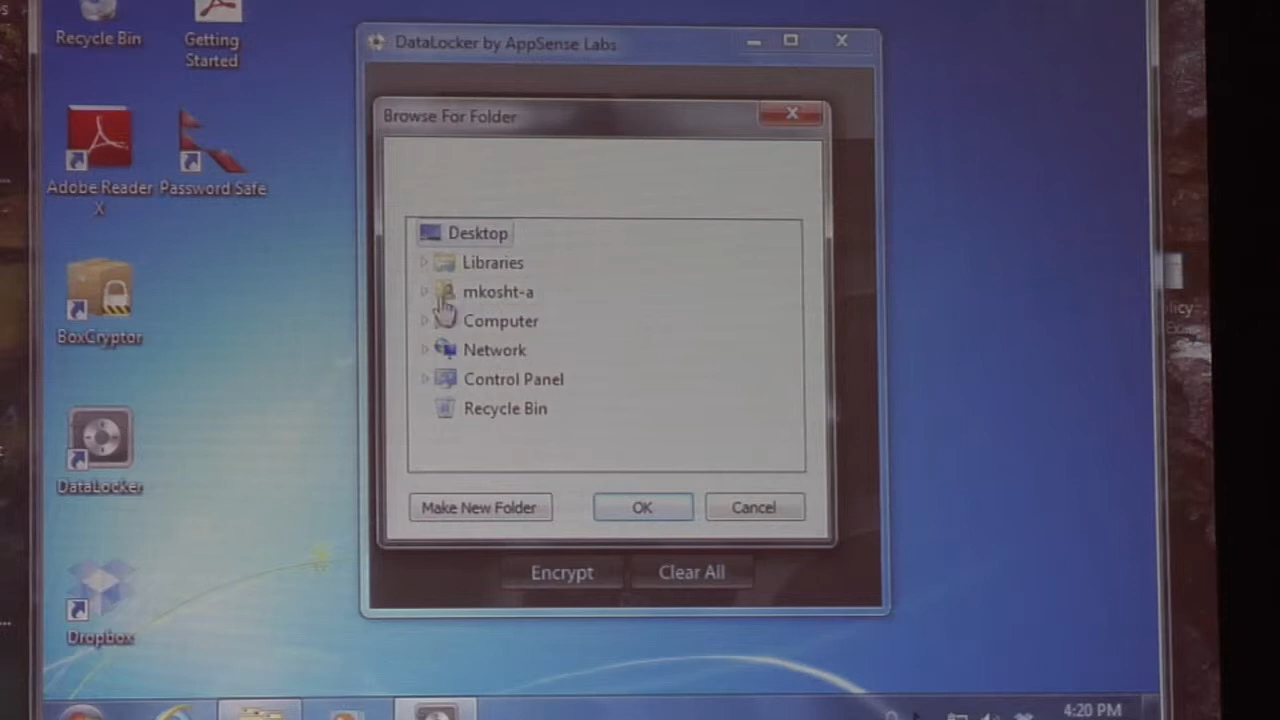 Recycle Bin
Getting
Started
Adobe Reader
X
Password Safe
BoxCryptor
DataLocker
Dropbox
DataLocker by AppSense Labs
Browse For Folder
Desktop
Libraries
mkosht-a
Computer
Network
Control Panel
Recycle Bin
Make New Folder
OK
Cancel
Encrypt
Clear All
4:20 PM